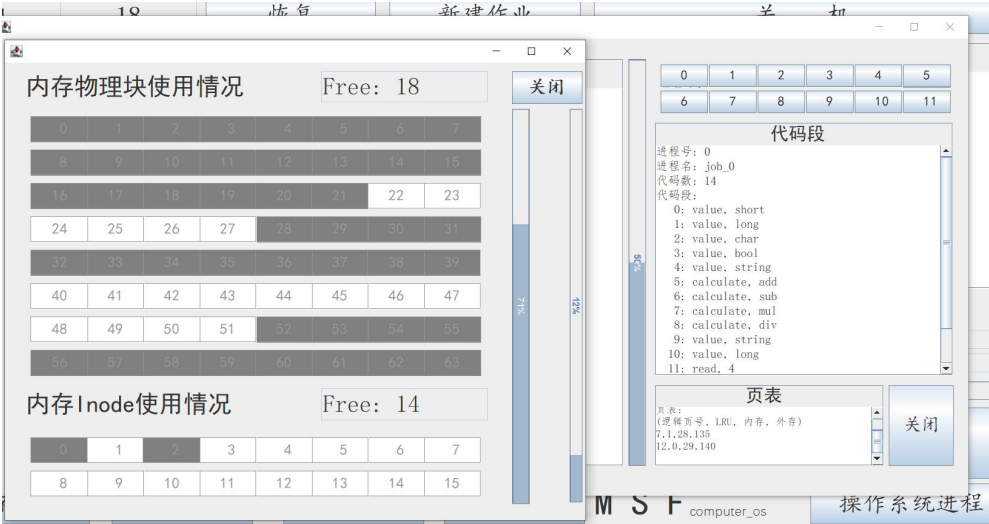 18 恢复 新建作业 关 机
内存物理块使用情况 Free: 18 关闭
0 1 2 3 4 5 6 7
8 9 10 11 12 13 14 15
16 17 18 19 20 21 22 23
24 25 26 27 28 29 30 31
32 33 34 35 36 37 38 39
40 41 42 43 44 45 46 47
48 49 50 51 52 53 54 55
56 57 58 59 60 61 62 63
71%
12%
内存Inode使用情况 Free: 14
0 1 2 3 4 5 6 7
8 9 10 11 12 13 14 15
50%
0 1 2 3 4 5
6 7 8 9 10 11
代码段
进程号: 0
进程名: job_0
代码数: 14
代码段:
0: value, short
1: value, long
2: value, char
3: value, bool
4: value, string
5: calculate, add
6: calculate, sub
7: calculate, mul
8: calculate, div
9: value, string
10: value, long
11: read, 4
页表
页表:
(逻辑页号, LRU, 内存, 外存)
7,1,28,135
12,0,29,140
关闭
M S F computer_os
操作系统进程